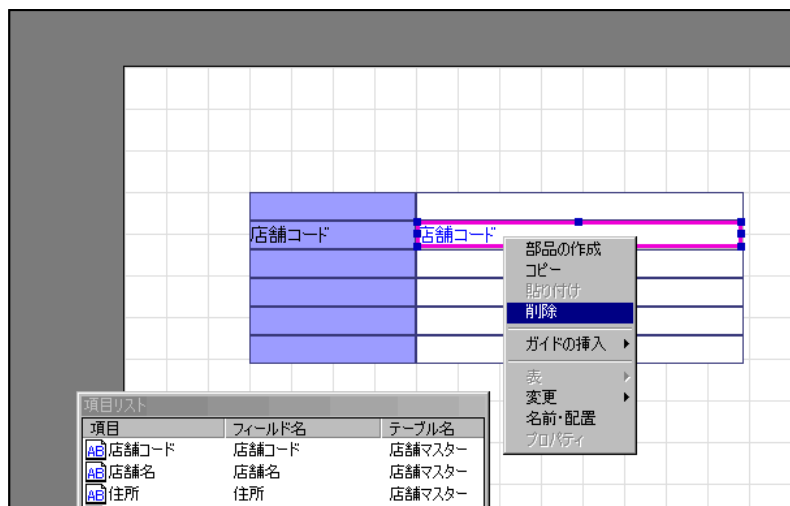 店舗コード 店舗コード
部品の作成
コピー
貼り付け
削除
ガイドの挿入
表
変更
名前・配置
プロパティ
項目リスト
項目 フィールド名 テーブル名
AB 店舗コード 店舗コード 店舗マスター
AB 店舗名 店舗名 店舗マスター
AB 住所 住所 店舗マスター